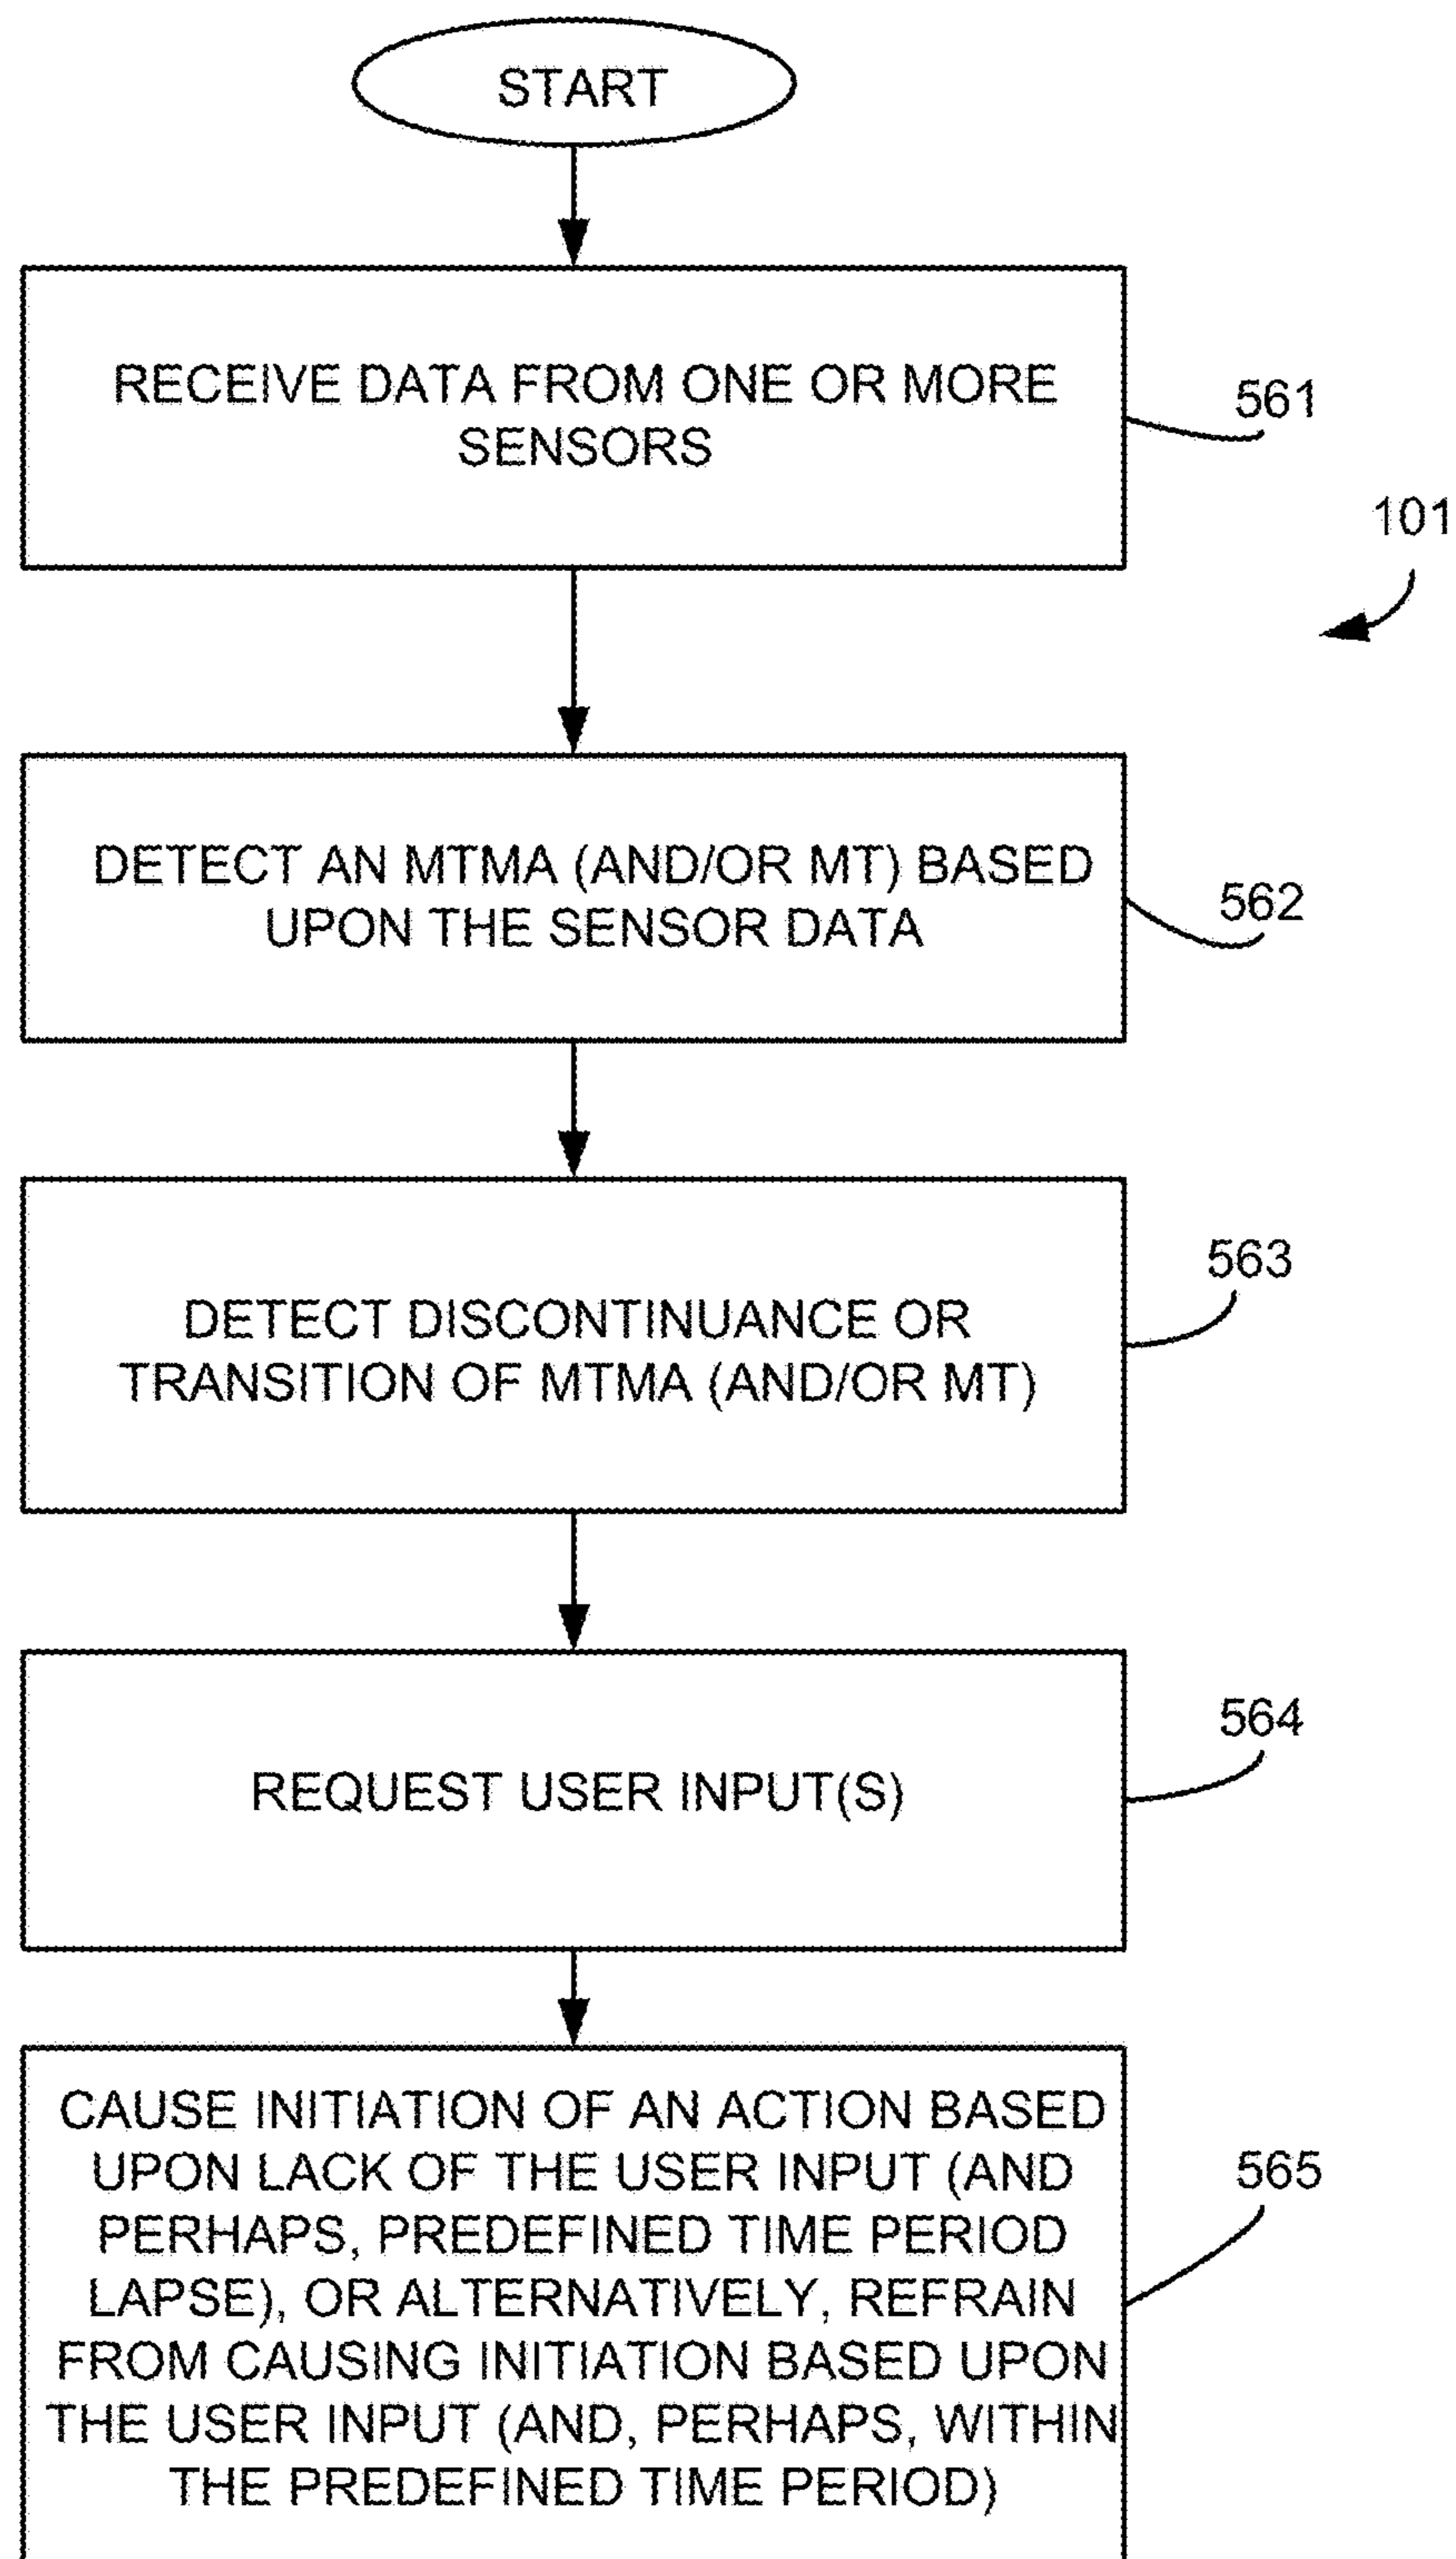 START
RECEIVE DATA FROM ONE OR MORE
SENSORS
561
101
DETECT AN MTMA (AND/OR MT) BASED
UPON THE SENSOR DATA
562
DETECT DISCONTINUANCE OR
TRANSITION OF MTMA (AND/OR MT)
563
REQUEST USER INPUT(S)
564
CAUSE INITIATION OF AN ACTION BASED
UPON LACK OF THE USER INPUT (AND
PERHAPS, PREDEFINED TIME PERIOD
LAPSE), OR ALTERNATIVELY, REFRAIN
FROM CAUSING INITIATION BASED UPON
THE USER INPUT (AND, PERHAPS, WITHIN
THE PREDEFINED TIME PERIOD)
565